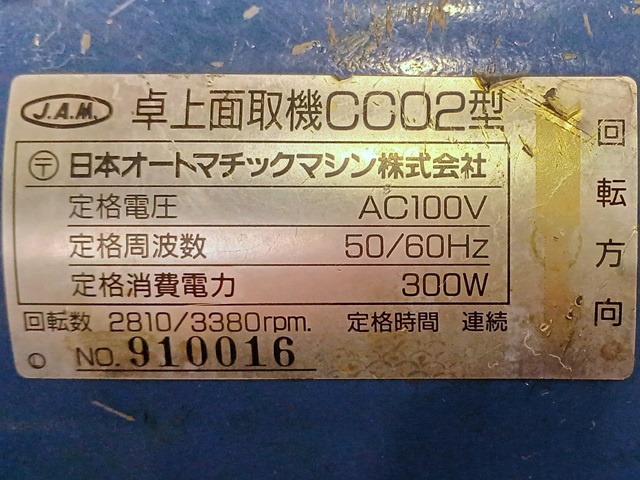 J.A.M. 卓上面取機CC02型
〒 日本オートマチックマシン株式会社
定格電圧 AC100V
定格周波数 50/60Hz
定格消費電力 300W
回転数 2810/3380rpm. 定格時間 連続
NO. 910016
回転方向